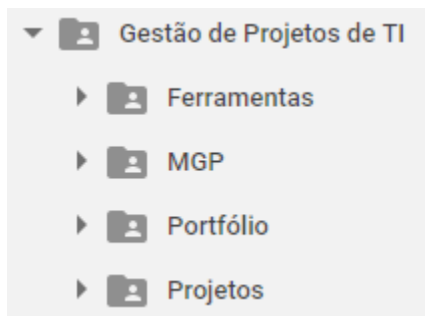 Gestão de Projetos de TI
Ferramentas
MGP
Portfólio
Projetos